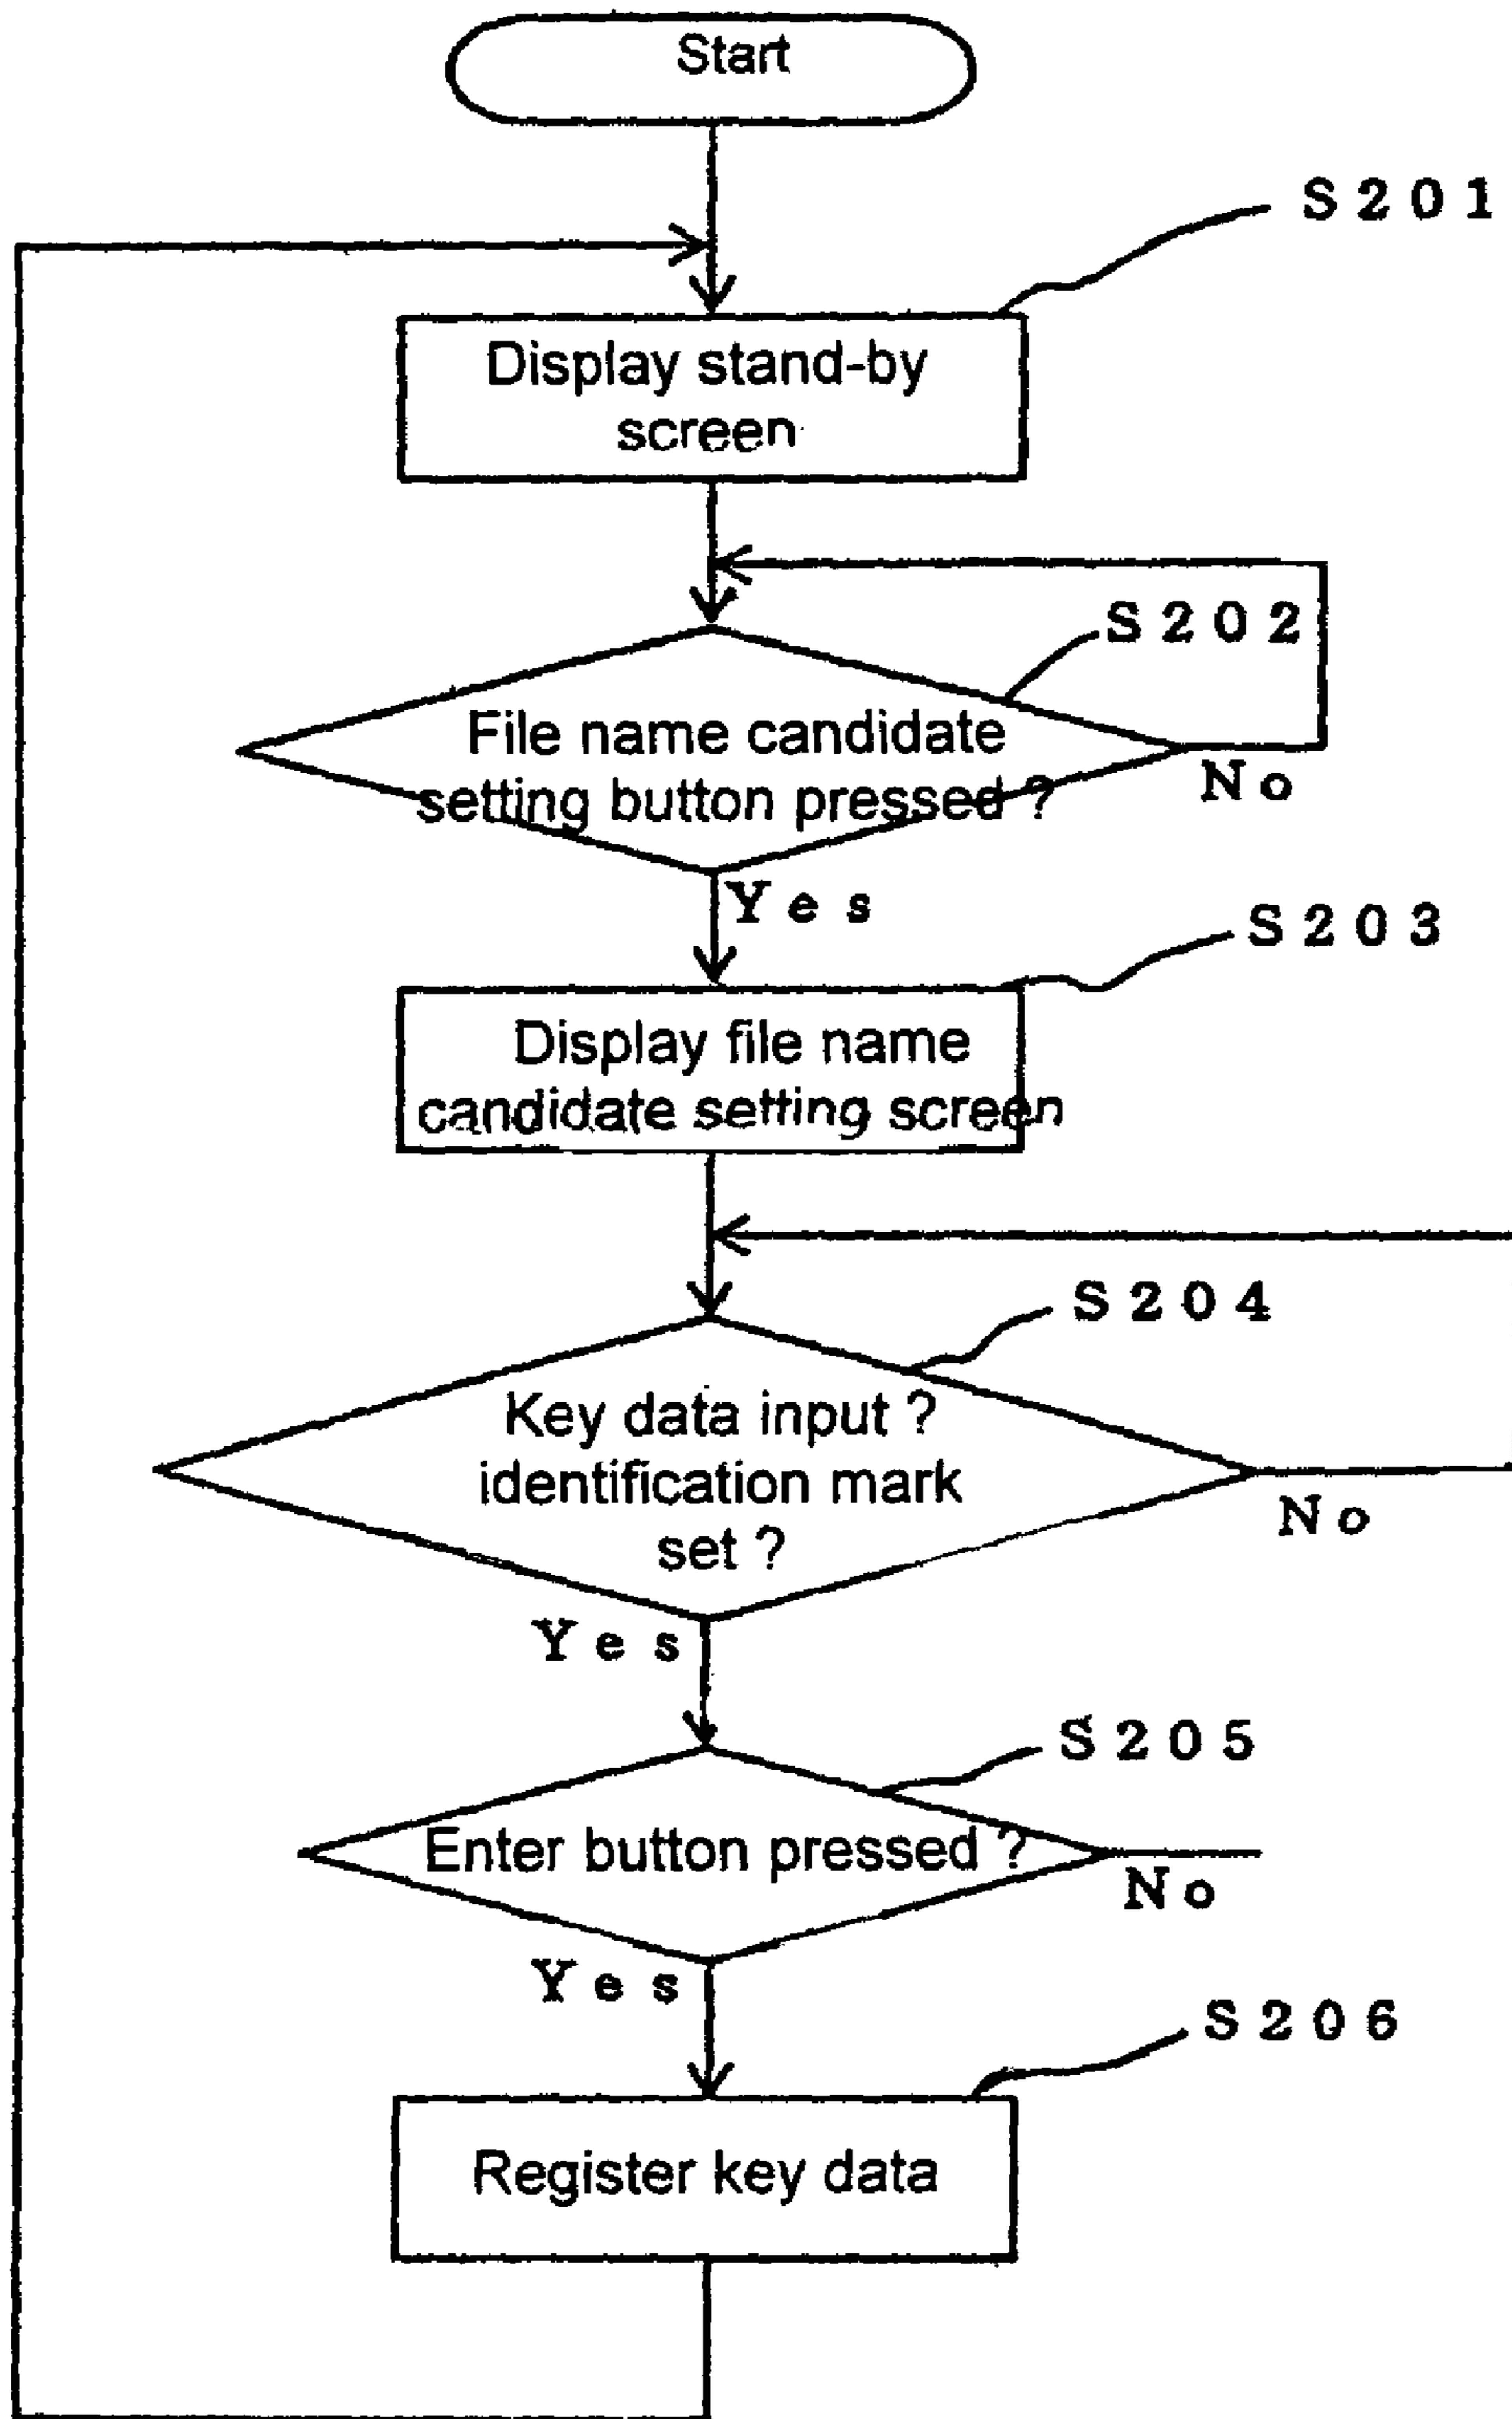 Start
S201
Display stand-by
screen
S202
File name candidate
setting button pressed ?
No
Yes
S203
Display file name
candidate setting screen
S204
Key data input ?
identification mark
set ?
No
Yes
S205
Enter button pressed ?
No
Yes
S206
Register key data